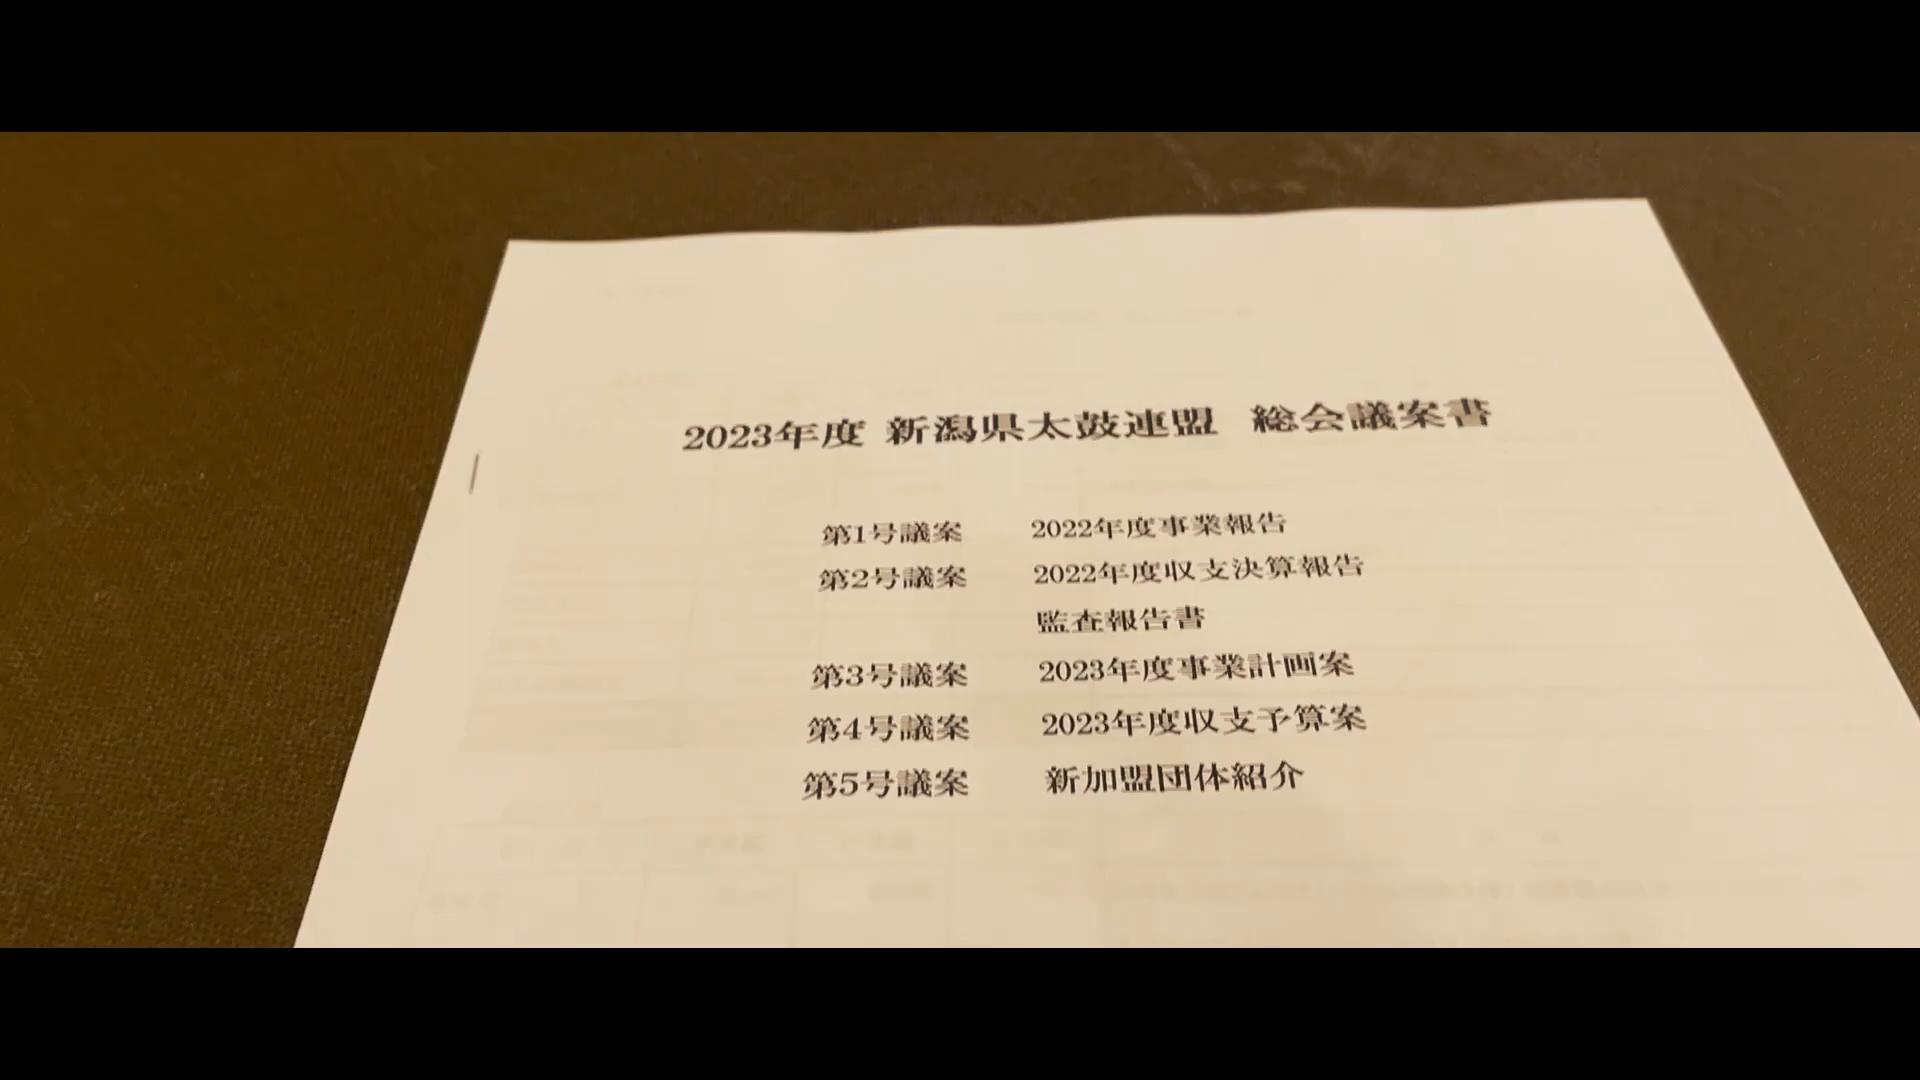 2023年度 新潟県太鼓連盟 総会議案書
第1号議案 2022年度事業報告
第2号議案 2022年度収支決算報告
監査報告書
第3号議案 2023年度事業計画案
第4号議案 2023年度収支予算案
第5号議案 新加盟団体紹介